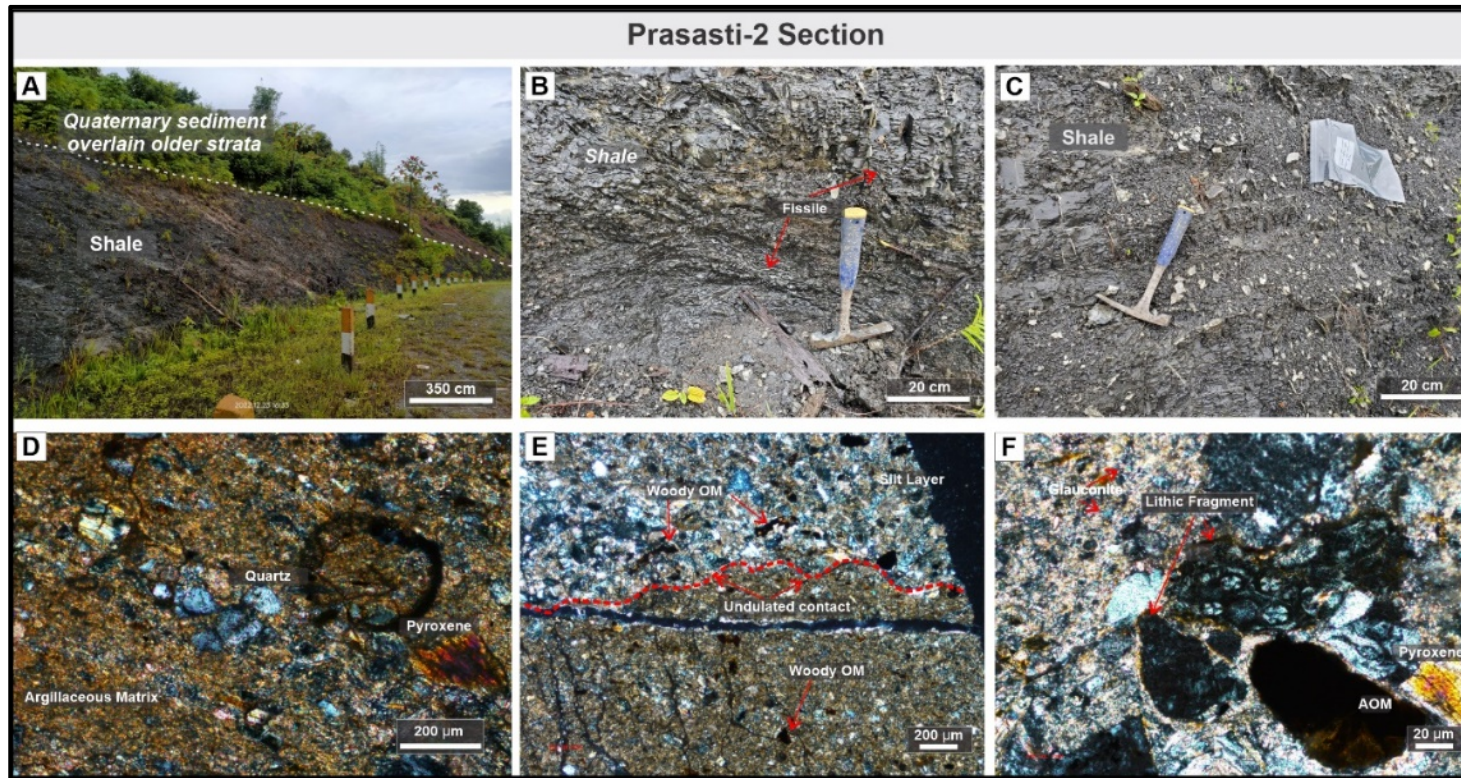 Prasasti-2 Section
A
Quaternary sediment
overlain older strata
Shale
350 cm
B
Shale
Fissile
20 cm
C
Shale
20 cm
D
Quartz
Pyroxene
Argillaceous Matrix
200 µm
E
Woody OM
Silt Layer
Undulated contact
Woody OM
200 µm
F
Glauconite
Lithic Fragment
Pyroxene
AOM
20 µm